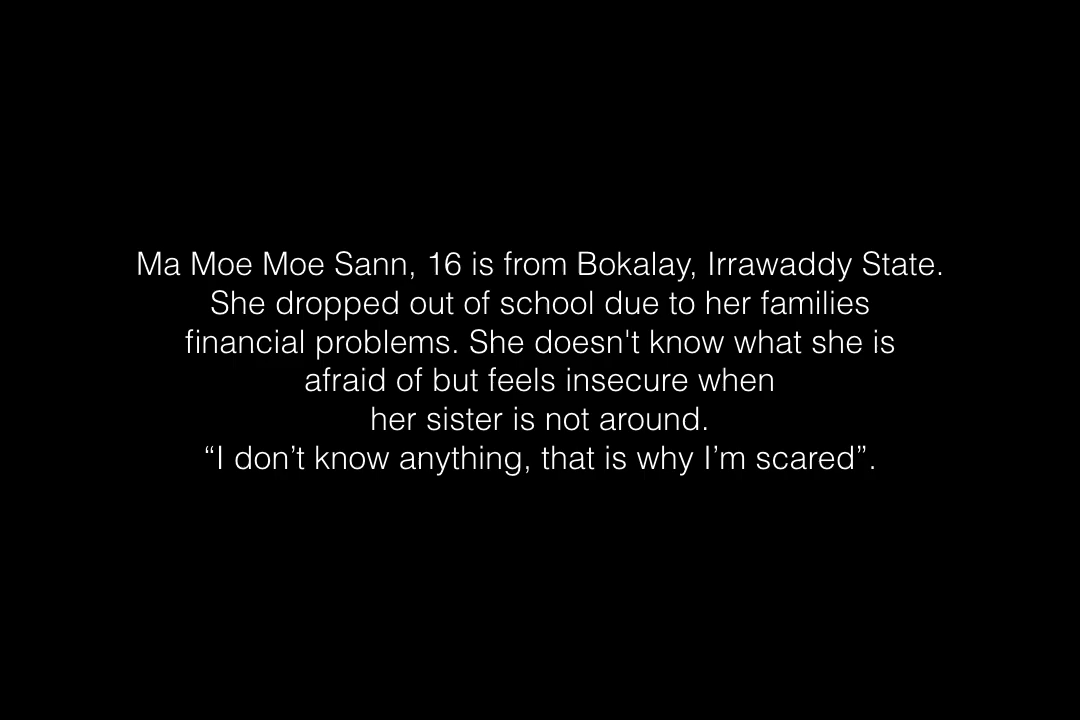 Ma Moe Moe Sann, 16 is from Bokalay, Irrawaddy State.
She dropped out of school due to her families
financial problems. She doesn't know what she is
afraid of but feels insecure when
her sister is not around.
“I don’t know anything, that is why I’m scared”.